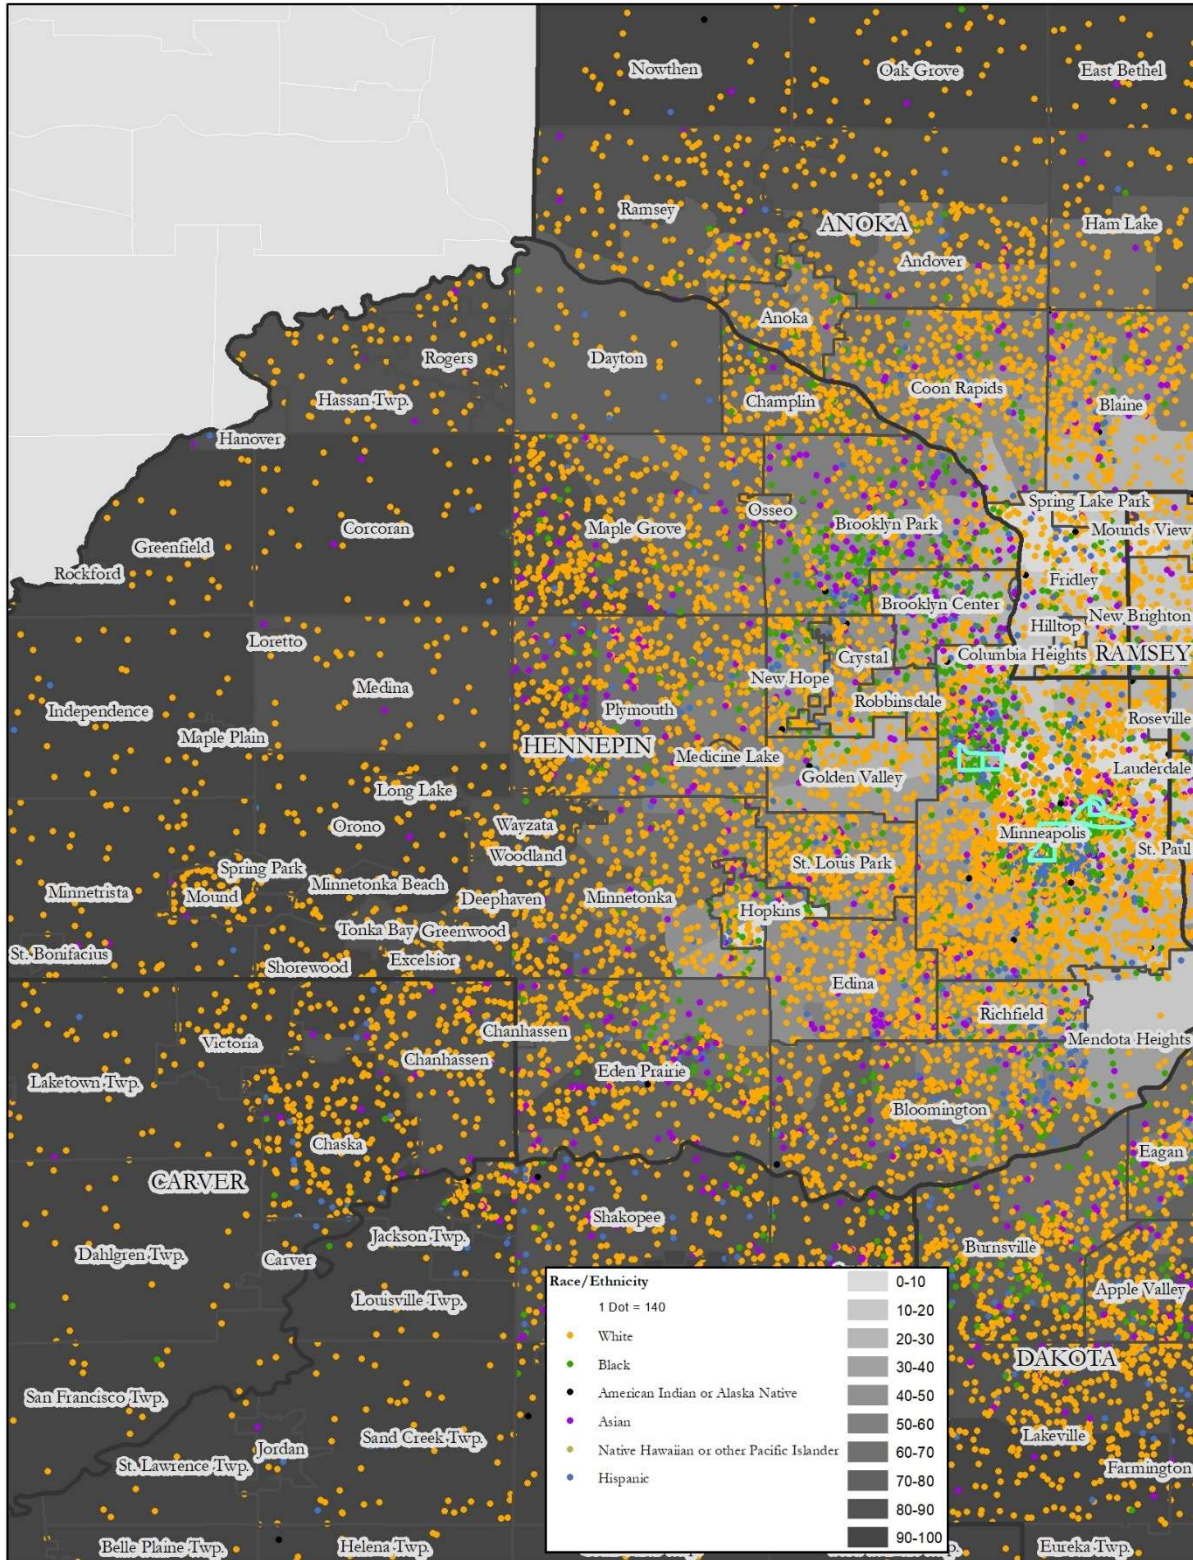 Nowthen
Oak Grove
East Bethel
Ramsey
ANOKA
Ham Lake
Andover
Anoka
Rogers
Dayton
Coon Rapids
Hassan Twp.
Champlin
Blaine
Hanover
Spring Lake Park
Osseo
Corcoran
Maple Grove
Brooklyn Park
Mounds View
Greenfield
Rockford
Fridley
Brooklyn Center
New Brighton
Hilltop
Loretto
Crystal
Columbia Heights
RAMSEY
Medina
New Hope
Robbinsdale
Independence
Plymouth
Roseville
Maple Plain
HENNEPIN
Medicine Lake
Golden Valley
Lauderdale
Long Lake
Orono
Wayzata
Minneapolis
Woodland
St. Louis Park
St. Paul
Spring Park
Minnetrista
Mound
Minnetonka Beach
Deephaven
Minnetonka
Hopkins
Tonka Bay
Greenwood
St. Bonifacius
Shorewood
Excelsior
Edina
Richfield
Victoria
Chanhassen
Chanhassen
Mendota Heights
Laketown Twp.
Eden Prairie
Bloomington
Chaska
Eagan
CARVER
Shakopee
Jackson Twp.
Dahlgren Twp.
Carver
Burnsville
Louisville Twp.
Apple Valley
DAKOTA
San Francisco Twp.
Sand Creek Twp.
Jordan
Lakeville
St. Lawrence Twp.
Farmington
Belle Plaine Twp.
Helena Twp.
Eureka Twp.
Race/Ethnicity
1 Dot = 140
White
Black
American Indian or Alaska Native
Asian
Native Hawaiian or other Pacific Islander
Hispanic
0-10
10-20
20-30
30-40
40-50
50-60
60-70
70-80
80-90
90-100